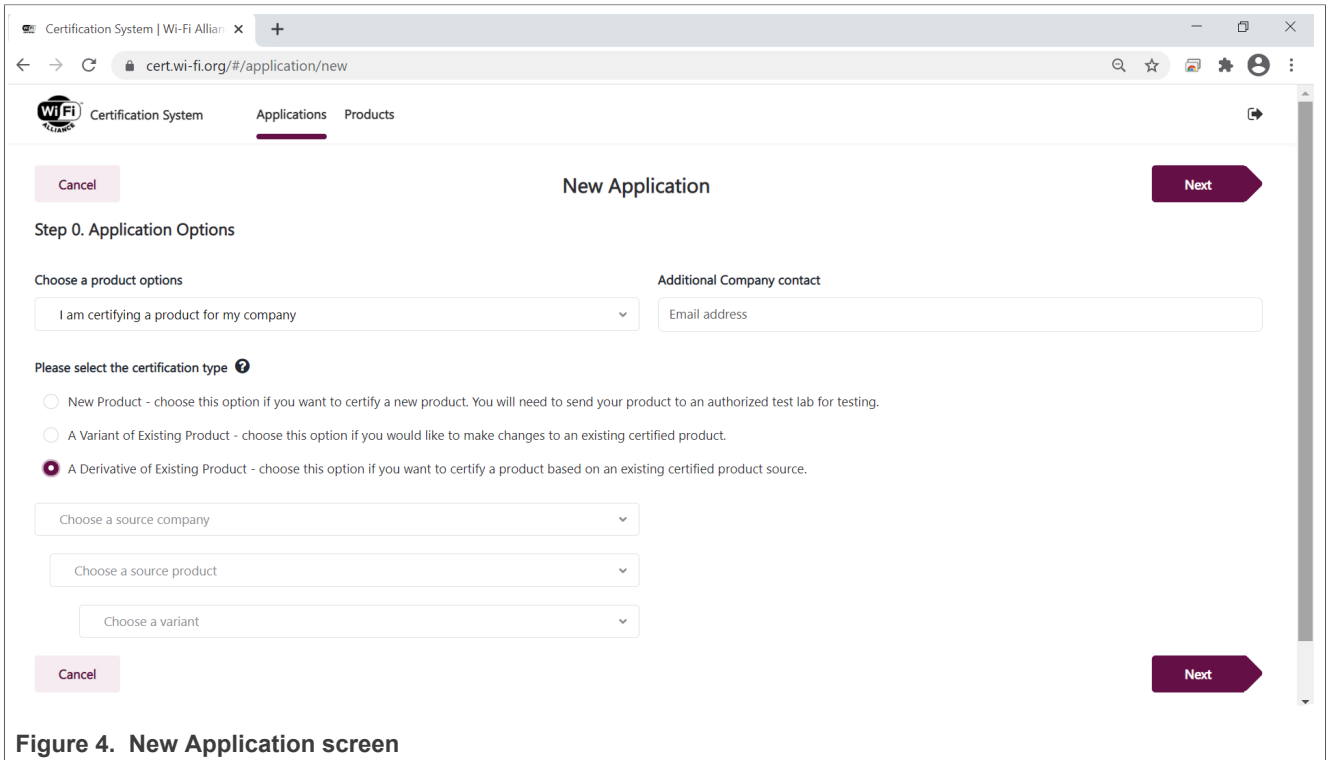 Certification System | Wi-Fi Allian
cert.wi-fi.org/#/application/new
Wi Fi
ALLIANCE
Certification System
Applications
Products
Cancel
New Application
Next
Step 0. Application Options
Choose a product options
Additional Company contact
I am certifying a product for my company
Email address
Please select the certification type ?
New Product - choose this option if you want to certify a new product. You will need to send your product to an authorized test lab for testing.
A Variant of Existing Product - choose this option if you would like to make changes to an existing certified product.
A Derivative of Existing Product - choose this option if you want to certify a product based on an existing certified product source.
Choose a source company
Choose a source product
Choose a variant
Cancel
Next
Figure 4. New Application screen